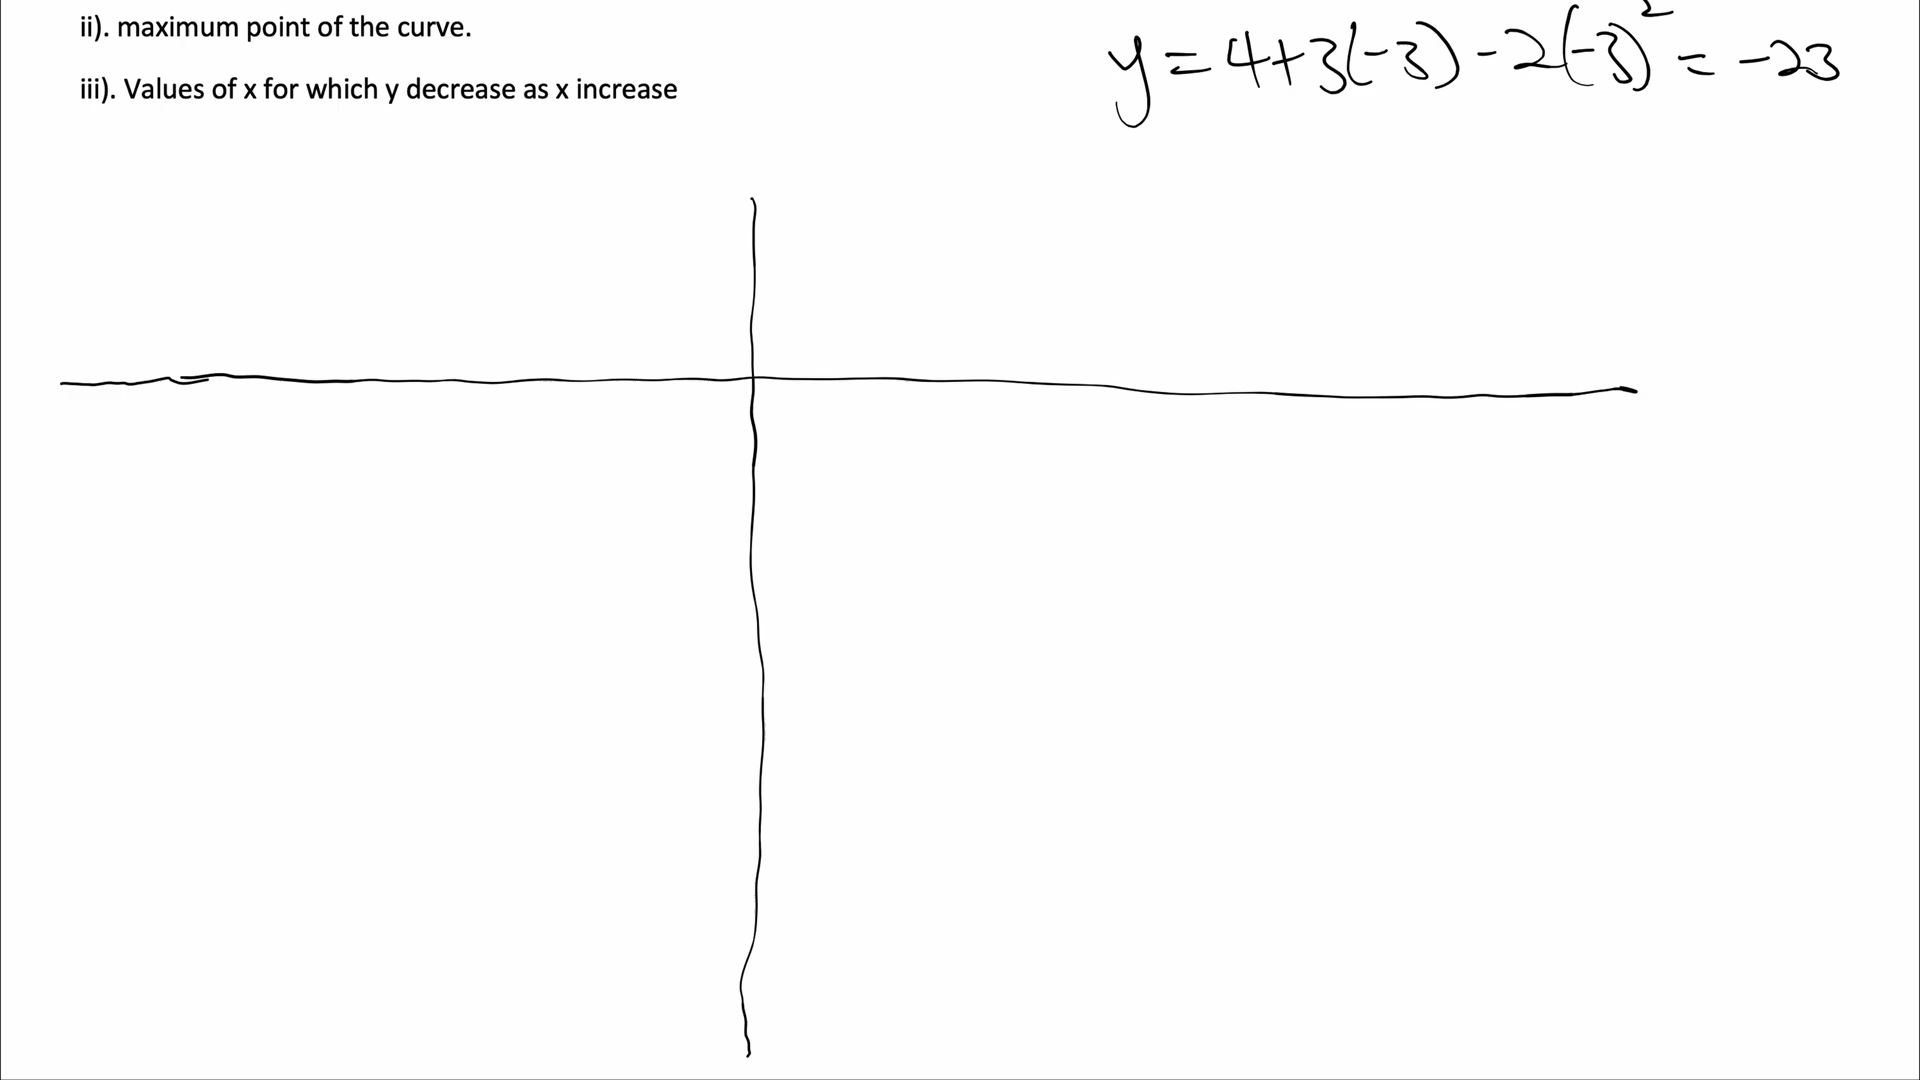 ii). maximum point of the curve.
y = 4+3(-3) - 2(-3)² = -23
iii). Values of x for which y decrease as x increase